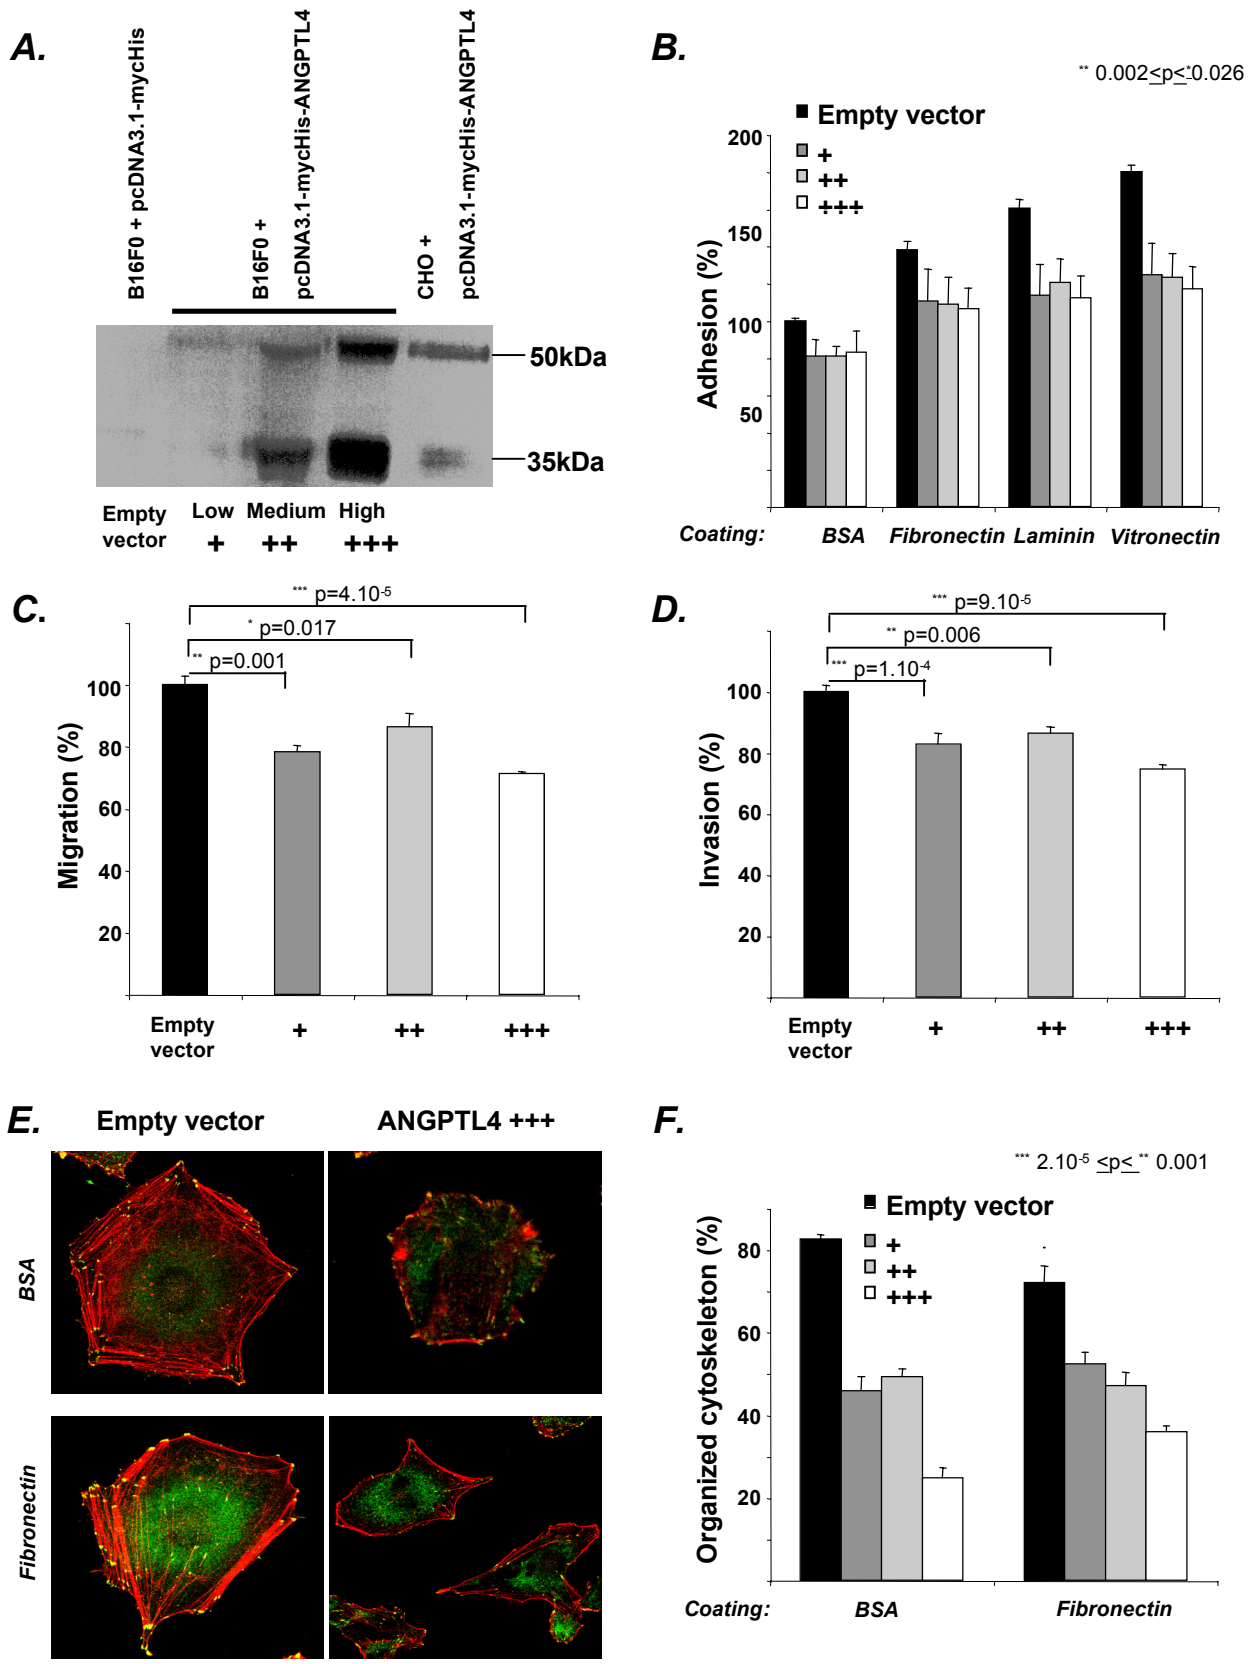 A.
B16F0 + pcDNA3.1-mycHis
B16F0 +
pcDNA3.1-mycHis-ANGPTL4
CHO +
pcDNA3.1-mycHis-ANGPTL4
50kDa
35kDa
Empty
vector
Low Medium High
+ ++ +++
B.
** 0.002<p<*0.026
Empty vector
+
++
+++
Adhesion (%)
200
150
100
50
Coating: BSA Fibronectin Laminin Vitronectin
C.
*** p=4.10-5
* p=0.017
** p=0.001
Migration (%)
100
80
60
40
20
Empty
vector
+ ++ +++
D.
*** p=9.10-5
** p=0.006
*** p=1.10-4
Invasion (%)
100
80
60
40
20
Empty
vector
+ ++ +++
E.
Empty vector ANGPTL4 +++
BSA
Fibronectin
F.
*** 2.10-5 <p< ** 0.001
Empty vector
+
++
+++
Organized cytoskeleton (%)
80
60
40
20
Coating: BSA Fibronectin